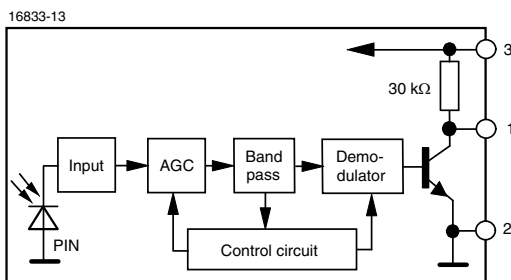 16833-13
3
30 kΩ
1
Input
AGC
Band
pass
Demo-
dulator
2
PIN
Control circuit